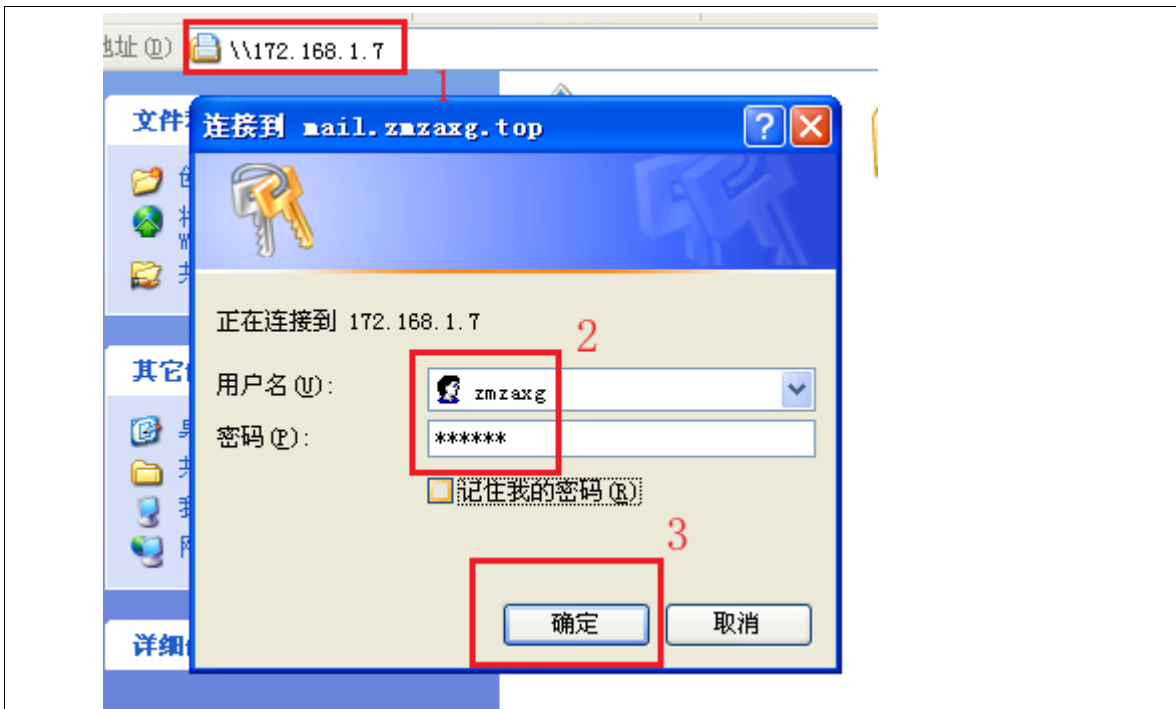 地址(D) \\172.168.1.7
1
文件
连接到 mail.zmzaxg.top
正在连接到 172.168.1.7
2
其它
用户名(U): zmzaxg
密码(P): ******
记住我的密码(R)
3
确定 取消
详细